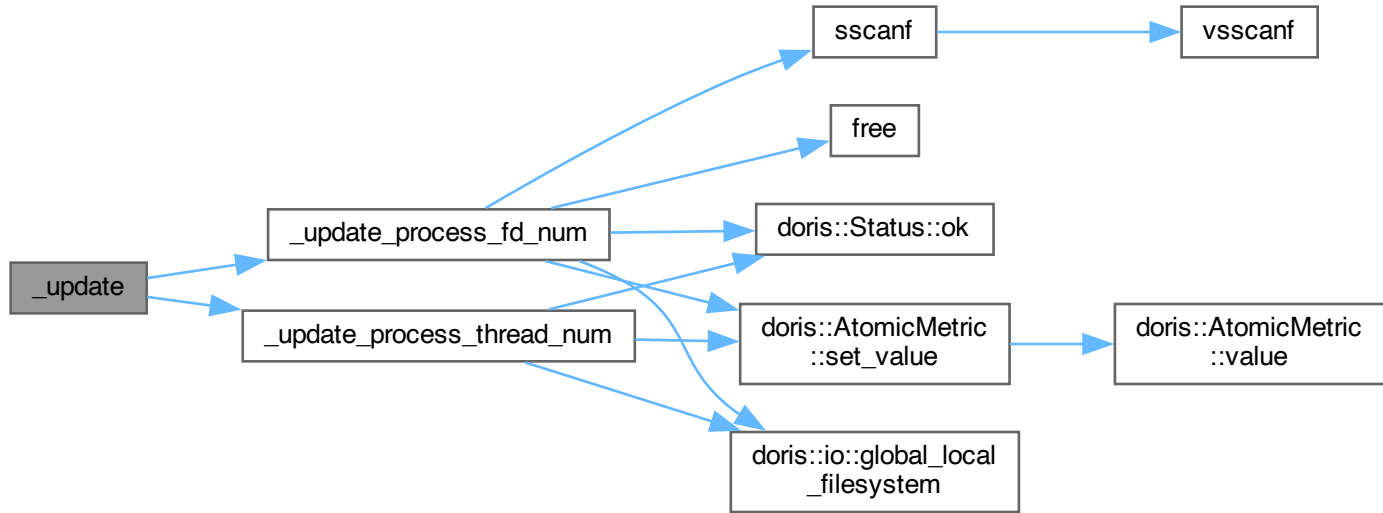 sscanf
vsscanf
free
_update_process_fd_num
doris::Status::ok
_update
_update_process_thread_num
doris::AtomicMetric
::set_value
doris::AtomicMetric
::value
doris::io::global_local
_filesystem